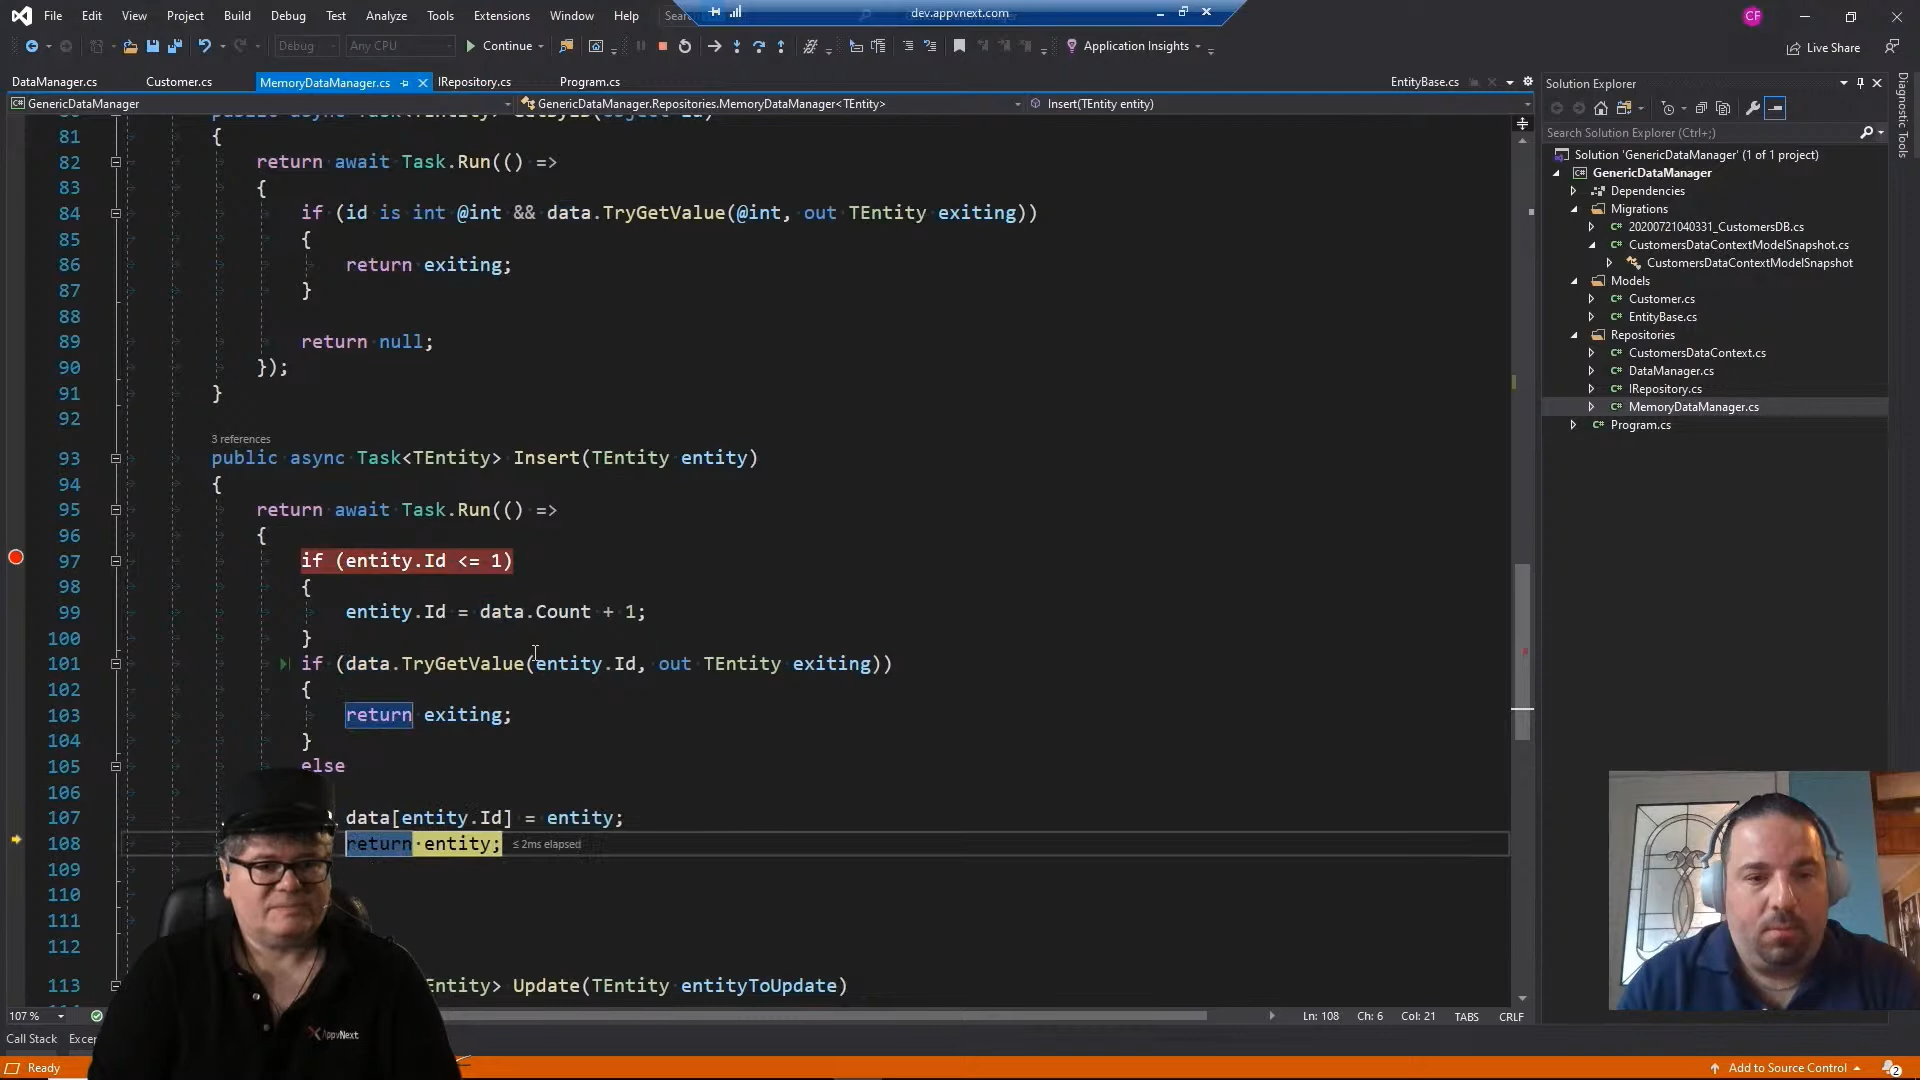 File Edit View Project Build Debug Test Analyze Tools Extensions Window Help
dev.appvnext.com
CF
Debug Any CPU Continue Application Insights Live Share
DataManager.cs Customer.cs MemoryDataManager.cs IRepository.cs Program.cs EntityBase.cs
GenericDataManager GenericDataManager.Repositories.MemoryDataManager<TEntity> Insert(TEntity entity)
81 {
82 return await Task.Run(() =>
83 {
84 if (id is int @int && data.TryGetValue(@int, out TEntity exiting))
85 {
86 return exiting;
87 }
88
89 return null;
90 });
91 }
92
3 references
93 public async Task<TEntity> Insert(TEntity entity)
94 {
95 return await Task.Run(() =>
96 {
97 if (entity.Id <= 1)
98 {
99 entity.Id = data.Count + 1;
100 }
101 if (data.TryGetValue(entity.Id, out TEntity exiting))
102 {
103 return exiting;
104 }
105 else
106
107 data[entity.Id] = entity;
108 return entity; ≤ 2ms elapsed
109
110
111
112
113 Entity> Update(TEntity entityToUpdate)
107 % Ln: 108 Ch: 6 Col: 21 TABS CRLF
Call Stack
Ready
Add to Source Control
2
Solution Explorer
Search Solution Explorer (Ctrl+;)
Solution 'GenericDataManager' (1 of 1 project)
GenericDataManager
Dependencies
Migrations
20200721040331_CustomersDB.cs
CustomersDataContextModelSnapshot.cs
CustomersDataContextModelSnapshot
Models
Customer.cs
EntityBase.cs
Repositories
CustomersDataContext.cs
DataManager.cs
IRepository.cs
MemoryDataManager.cs
Program.cs
Diagnostic Tools
AppvNext